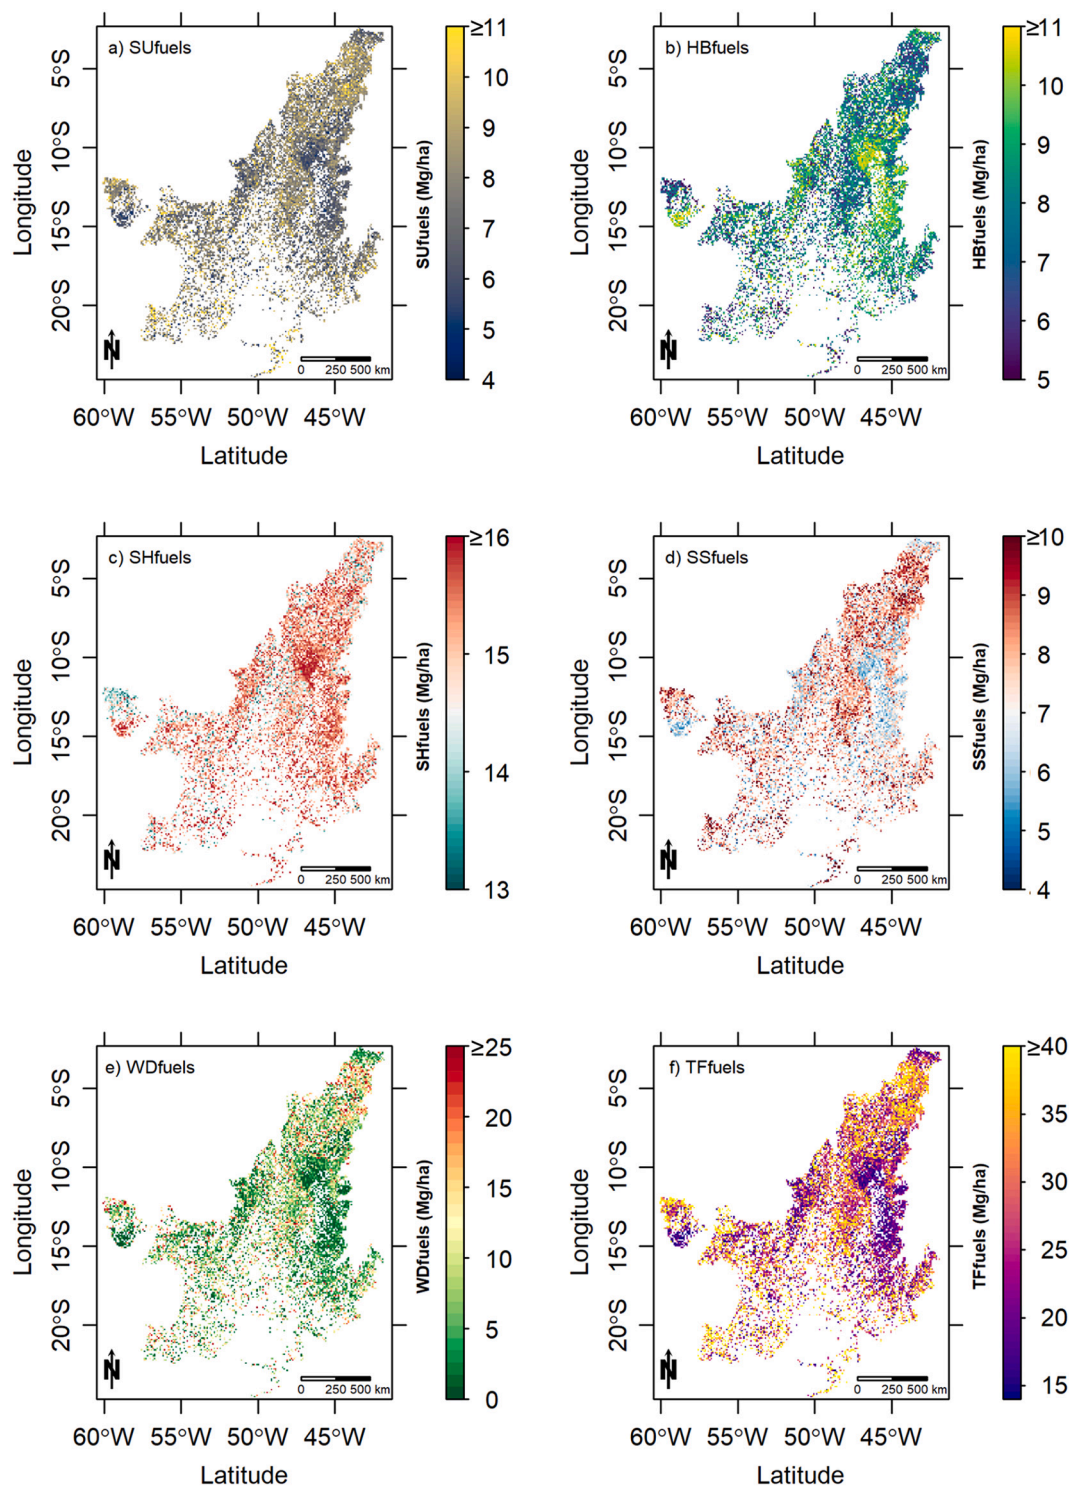 a) SUfuels
5°S
10°S
15°S
20°S
Longitude
N
0 250 500 km
60°W 55°W 50°W 45°W
Latitude
≥11
10
9
8
7
6
5
4
SUfuels (Mg/ha)
b) HBfuels
5°S
10°S
15°S
20°S
Longitude
N
0 250 500 km
60°W 55°W 50°W 45°W
Latitude
≥11
10
9
8
7
6
5
HBfuels (Mg/ha)
c) SHfuels
5°S
10°S
15°S
20°S
Longitude
N
0 250 500 km
60°W 55°W 50°W 45°W
Latitude
≥16
15
14
13
SHfuels (Mg/ha)
d) SSfuels
5°S
10°S
15°S
20°S
Longitude
N
0 250 500 km
60°W 55°W 50°W 45°W
Latitude
≥10
9
8
7
6
5
4
SSfuels (Mg/ha)
e) WDfuels
5°S
10°S
15°S
20°S
Longitude
N
0 250 500 km
60°W 55°W 50°W 45°W
Latitude
≥25
20
15
10
5
0
WDfuels (Mg/ha)
f) TFfuels
5°S
10°S
15°S
20°S
Longitude
N
0 250 500 km
60°W 55°W 50°W 45°W
Latitude
≥40
35
30
25
20
15
TFfuels (Mg/ha)